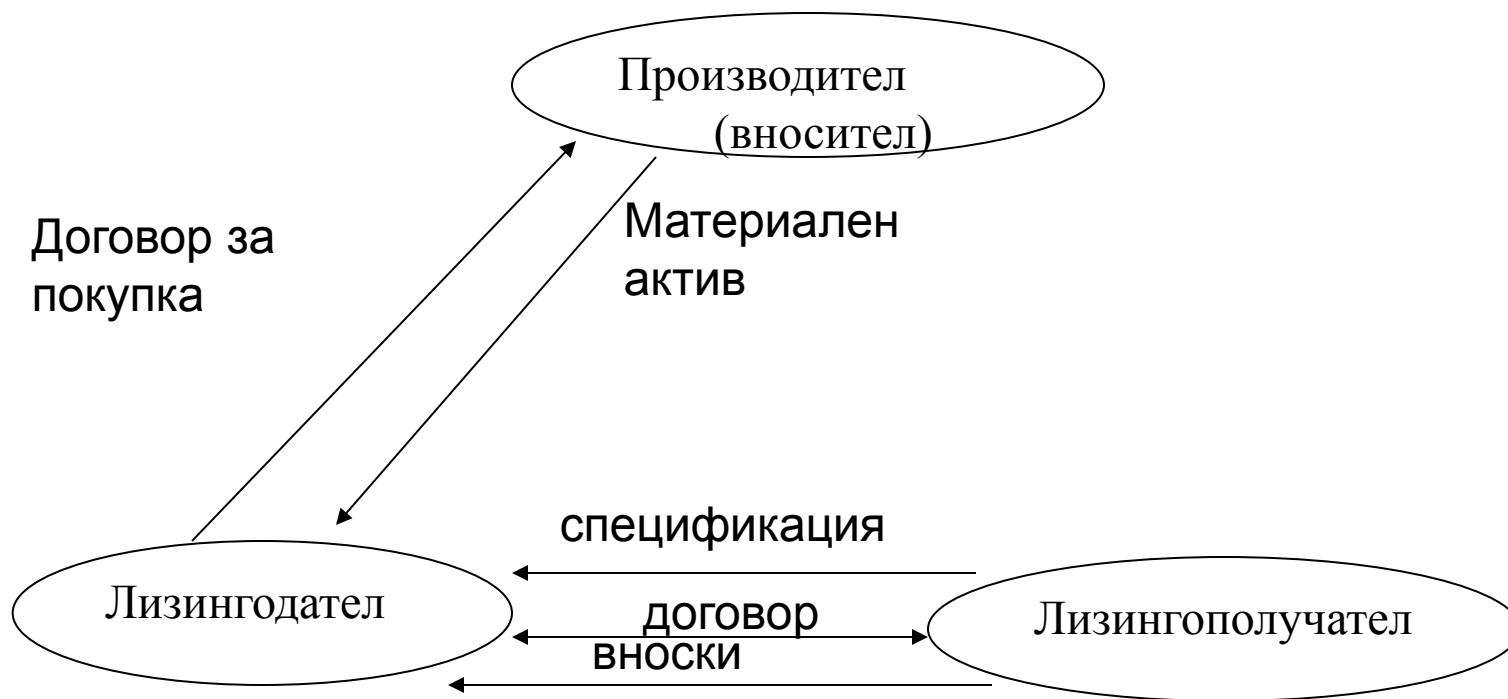 Производител
(вносител)
Договор за
покупка
Материален
актив
спецификация
Лизингодател
договор
вноски
Лизингополучател